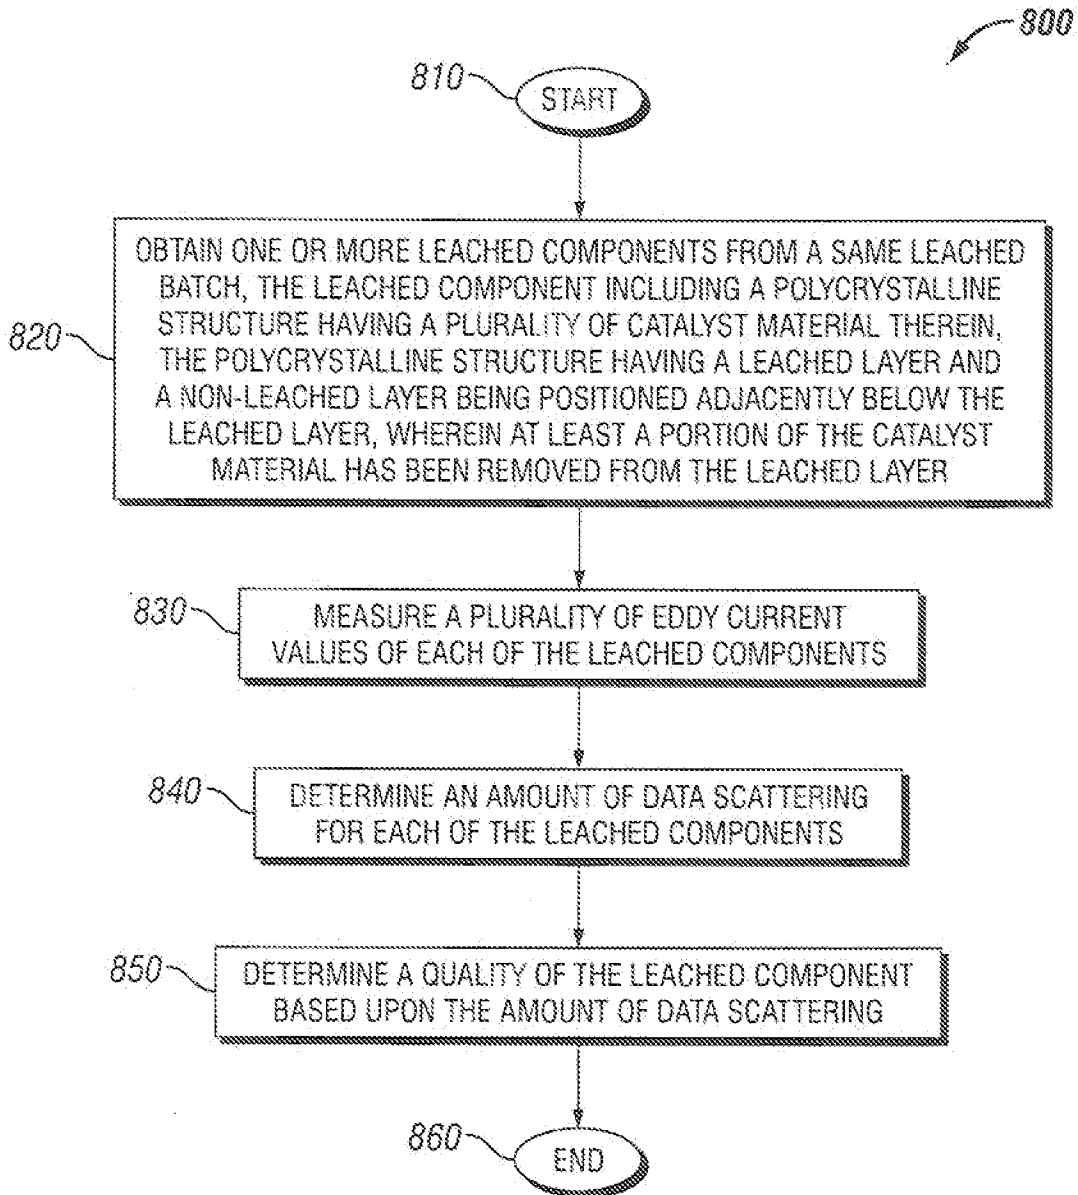 800
810
START
OBTAIN ONE OR MORE LEACHED COMPONENTS FROM A SAME LEACHED
BATCH, THE LEACHED COMPONENT INCLUDING A POLYCRYSTALLINE
STRUCTURE HAVING A PLURALITY OF CATALYST MATERIAL THEREIN,
820
THE POLYCRYSTALLINE STRUCTURE HAVING A LEACHED LAYER AND
A NON-LEACHED LAYER BEING POSITIONED ADJACENTLY BELOW THE
LEACHED LAYER, WHEREIN AT LEAST A PORTION OF THE CATALYST
MATERIAL HAS BEEN REMOVED FROM THE LEACHED LAYER
830
MEASURE A PLURALITY OF EDDY CURRENT
VALUES OF EACH OF THE LEACHED COMPONENTS
840
DETERMINE AN AMOUNT OF DATA SCATTERING
FOR EACH OF THE LEACHED COMPONENTS
850
DETERMINE A QUALITY OF THE LEACHED COMPONENT
BASED UPON THE AMOUNT OF DATA SCATTERING
860
END